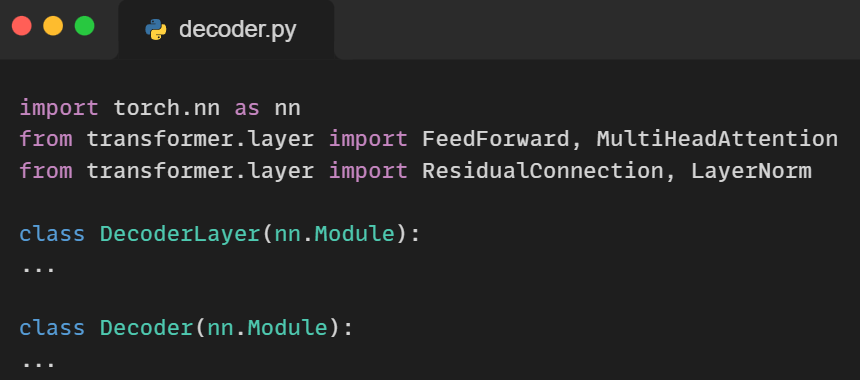 decoder.py
import torch.nn as nn
from transformer.layer import FeedForward, MultiHeadAttention
from transformer.layer import ResidualConnection, LayerNorm
class DecoderLayer(nn.Module):
...
class Decoder(nn.Module):
...